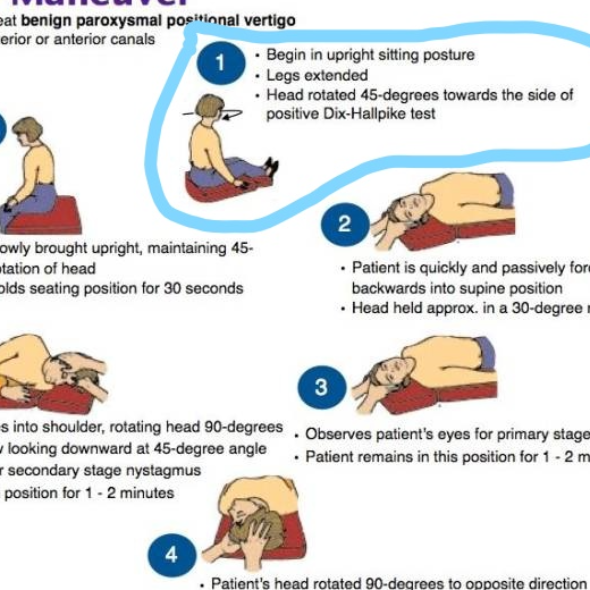 Maneuver
eat benign paroxysmal positional vertigo
erior or anterior canals
1
• Begin in upright sitting posture
• Legs extended
• Head rotated 45-degrees towards the side of
positive Dix-Hallpike test
owly brought upright, maintaining 45-
otation of head
olds seating position for 30 seconds
2
• Patient is quickly and passively for
backwards into supine position
• Head held approx. in a 30-degree
3
• Observes patient's eyes for primary stage
• Patient remains in this position for 1 - 2 m
s into shoulder, rotating head 90-degrees
looking downward at 45-degree angle
r secondary stage nystagmus
position for 1 - 2 minutes
4
• Patient's head rotated 90-degrees to opposite direction